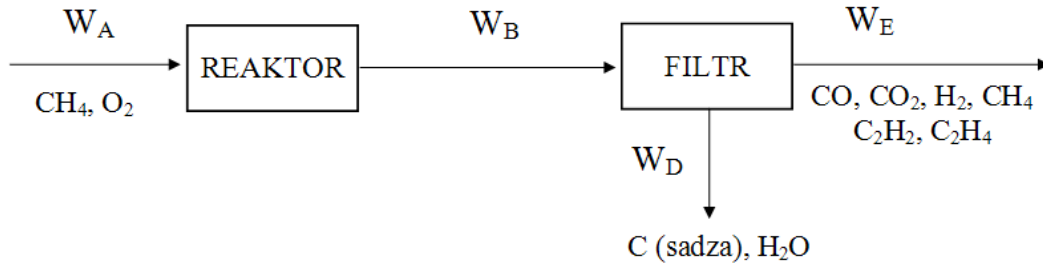 W_A
W_B
W_E
REAKTOR
FILTR
CH₄, O₂
CO, CO₂, H₂, CH₄
C₂H₂, C₂H₄
W_D
C (sadza), H₂O